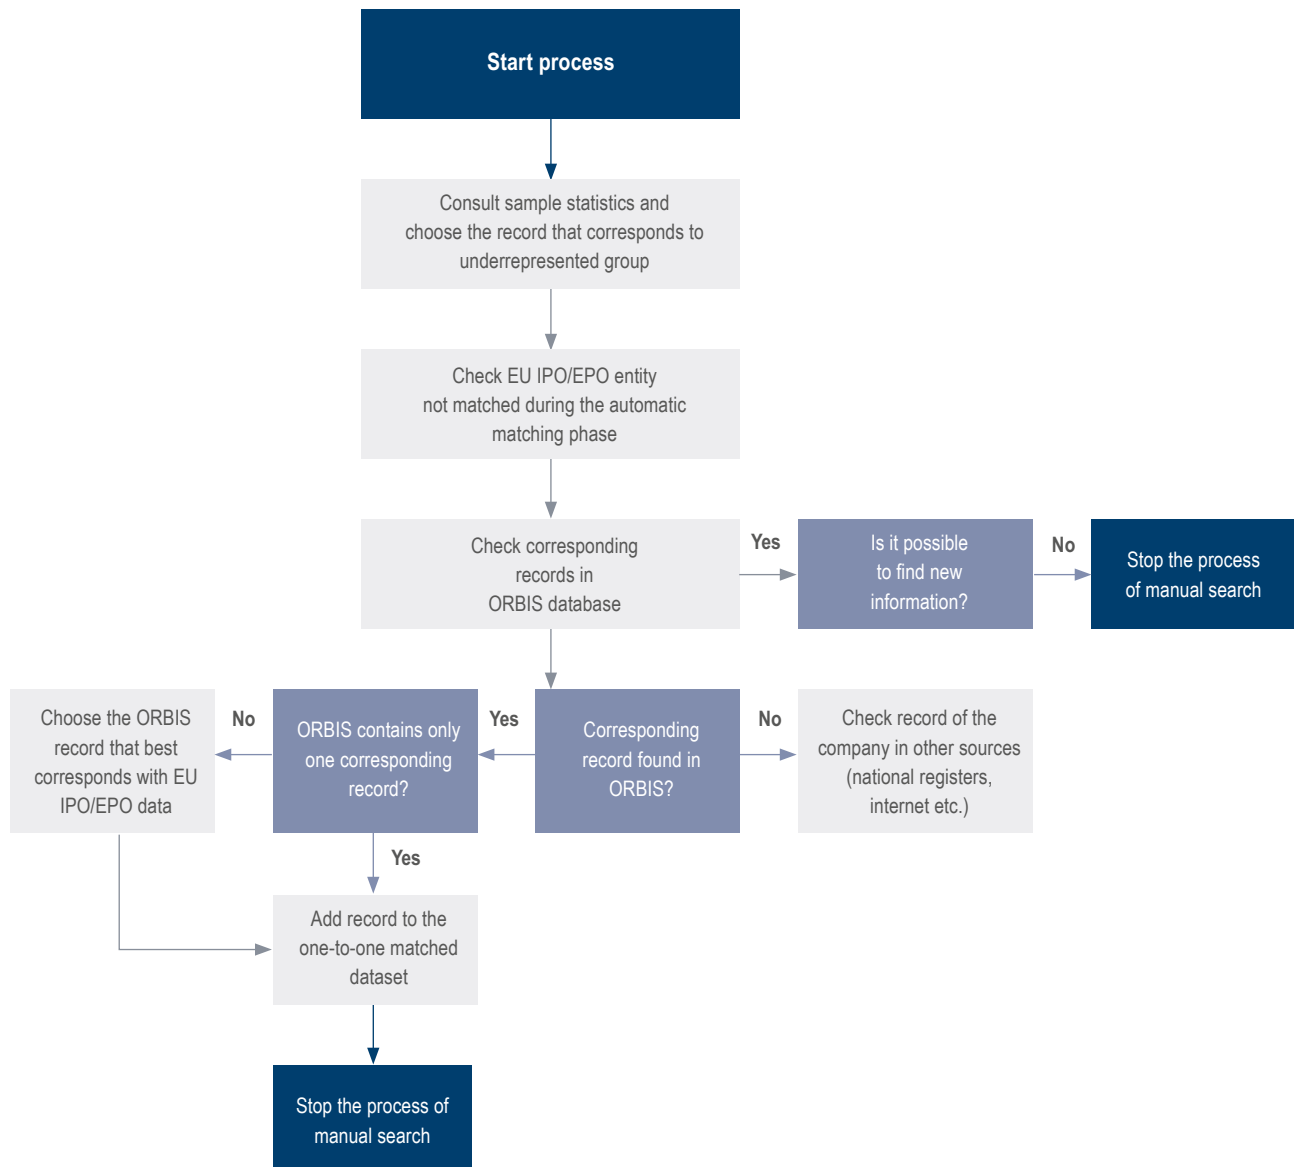 Start process
Consult sample statistics and
choose the record that corresponds to
underrepresented group
Check EU IPO/EPO entity
not matched during the automatic
matching phase
Check corresponding
records in
ORBIS database
Yes
Is it possible
to find new
information?
No
Stop the process
of manual search
Choose the ORBIS
record that best
corresponds with EU
IPO/EPO data
No
ORBIS contains only
one corresponding
record?
Yes
Corresponding
record found in
ORBIS?
No
Check record of the
company in other sources
(national registers,
internet etc.)
Yes
Add record to the
one-to-one matched
dataset
Stop the process of
manual search